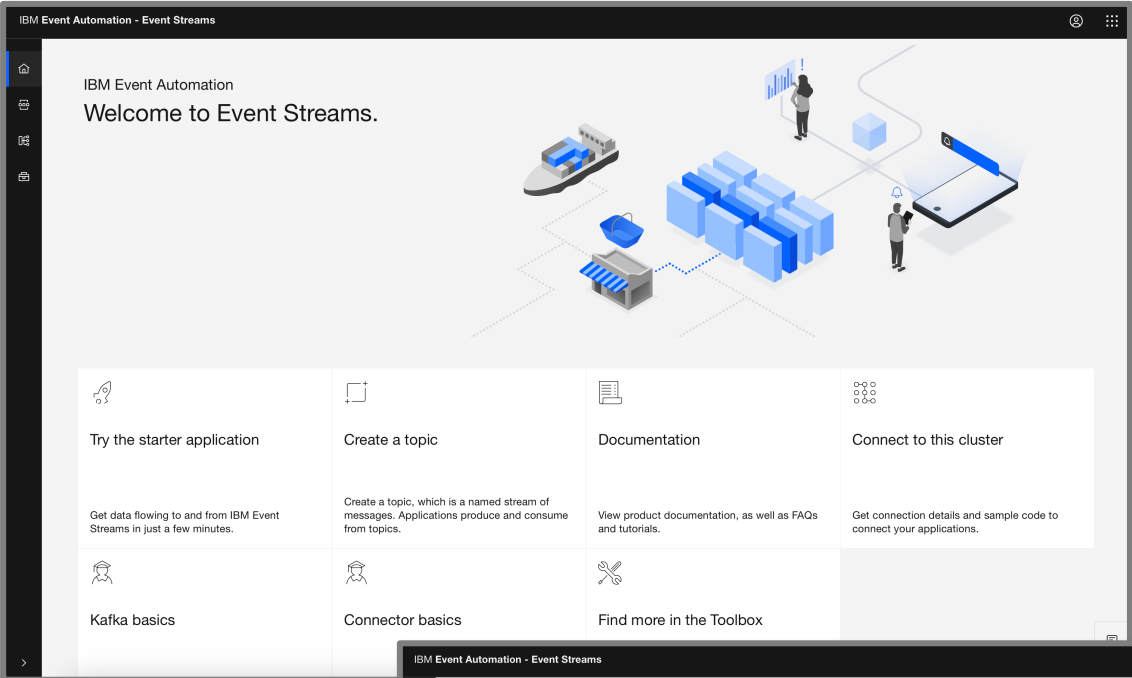 IBM Event Automation - Event Streams
IBM Event Automation
Welcome to Event Streams.
Try the starter application
Get data flowing to and from IBM Event
Streams in just a few minutes.
Create a topic
Create a topic, which is a named stream of
messages. Applications produce and consume
from topics.
Documentation
View product documentation, as well as FAQs
and tutorials.
Connect to this cluster
Get connection details and sample code to
connect your applications.
Kafka basics
Connector basics
Find more in the Toolbox
IBM Event Automation - Event Streams